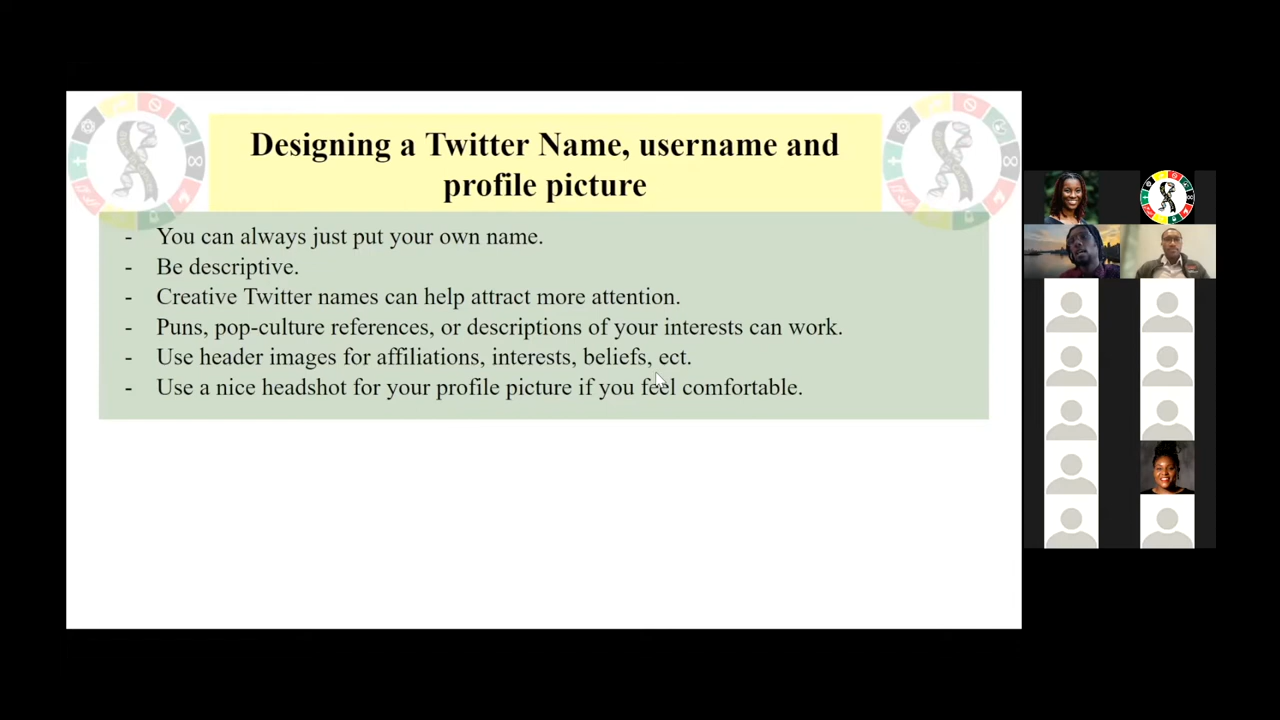 Designing a Twitter Name, username and
profile picture
- You can always just put your own name.
- Be descriptive.
- Creative Twitter names can help attract more attention.
- Puns, pop-culture references, or descriptions of your interests can work.
- Use header images for affiliations, interests, beliefs, ect.
- Use a nice headshot for your profile picture if you feel comfortable.